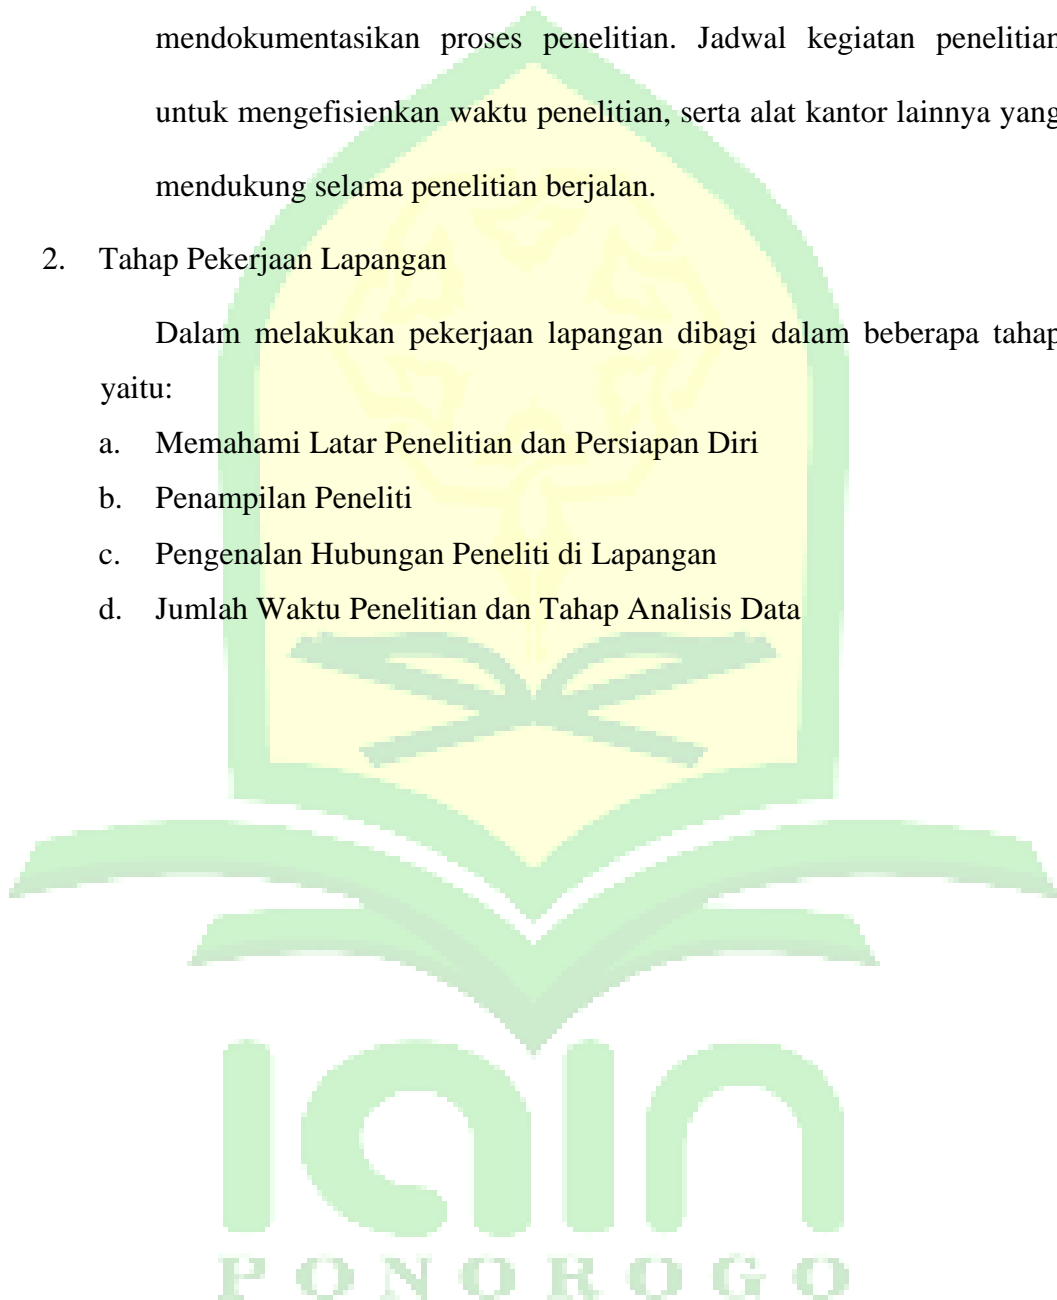 mendokumentasikan proses penelitian. Jadwal kegiatan penelitian
untuk mengefisienkan waktu penelitian, serta alat kantor lainnya yang
mendukung selama penelitian berjalan.
2. Tahap Pekerjaan Lapangan
Dalam melakukan pekerjaan lapangan dibagi dalam beberapa tahap
yaitu:
a. Memahami Latar Penelitian dan Persiapan Diri
b. Penampilan Peneliti
c. Pengenalan Hubungan Peneliti di Lapangan
d. Jumlah Waktu Penelitian dan Tahap Analisis Data
IAIN
PONOROGO